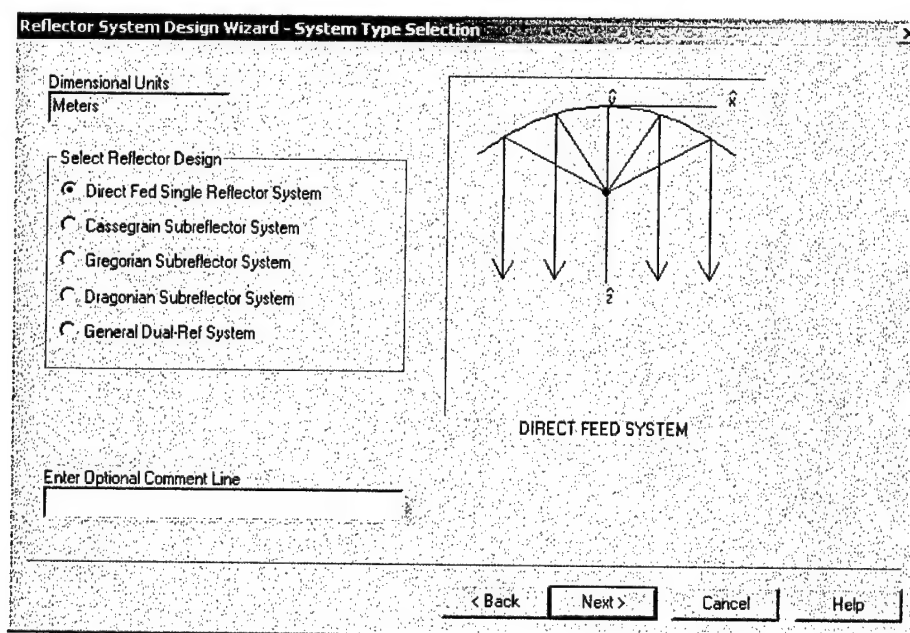 Reflector System Design Wizard - System Type Selection
Dimensional Units
Meters
Select Reflector Design
Direct Fed Single Reflector System
Cassegrain Subreflector System
Gregorian Subreflector System
Dragonian Subreflector System
General Dual-Ref System
ŷ
x̂
ẑ
DIRECT FEED SYSTEM
Enter Optional Comment Line
< Back
Next >
Cancel
Help